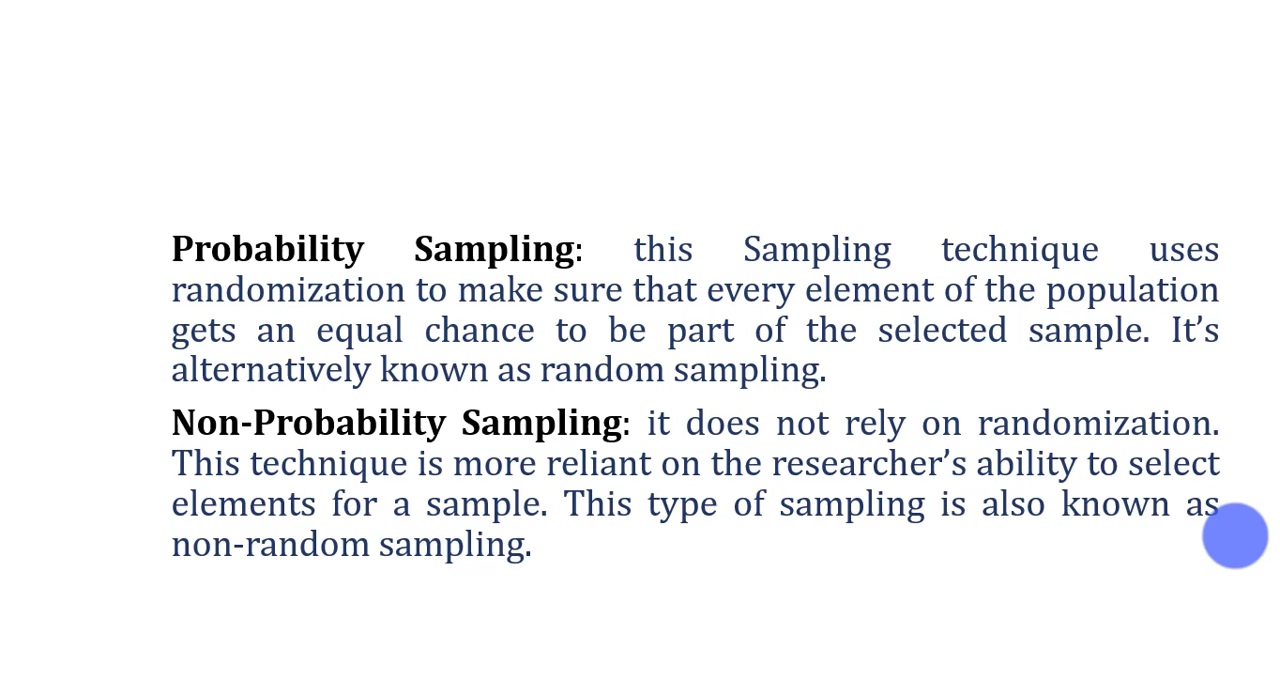 Probability Sampling: this Sampling technique uses
randomization to make sure that every element of the population
gets an equal chance to be part of the selected sample. It’s
alternatively known as random sampling.
Non-Probability Sampling: it does not rely on randomization.
This technique is more reliant on the researcher’s ability to select
elements for a sample. This type of sampling is also known as
non-random sampling.